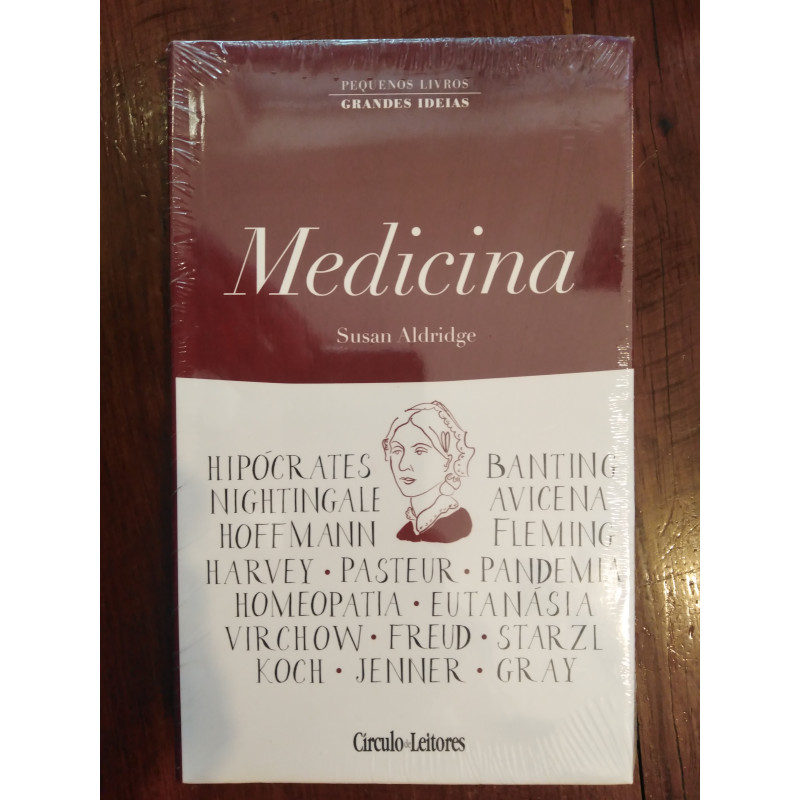 PEQUENOS LIVROS
GRANDES IDEIAS
Medicina
Susan Aldridge
HIPÓCRATES BANTING
NIGHTINGALE AVICENA
HOFFMANN FLEMING
HARVEY • PASTEUR • PANDEMIA
HOMEOPATIA • EUTANÁSIA
VIRCHOW • FREUD • STARZL
KOCH • JENNER • GRAY
Círculo de Leitores